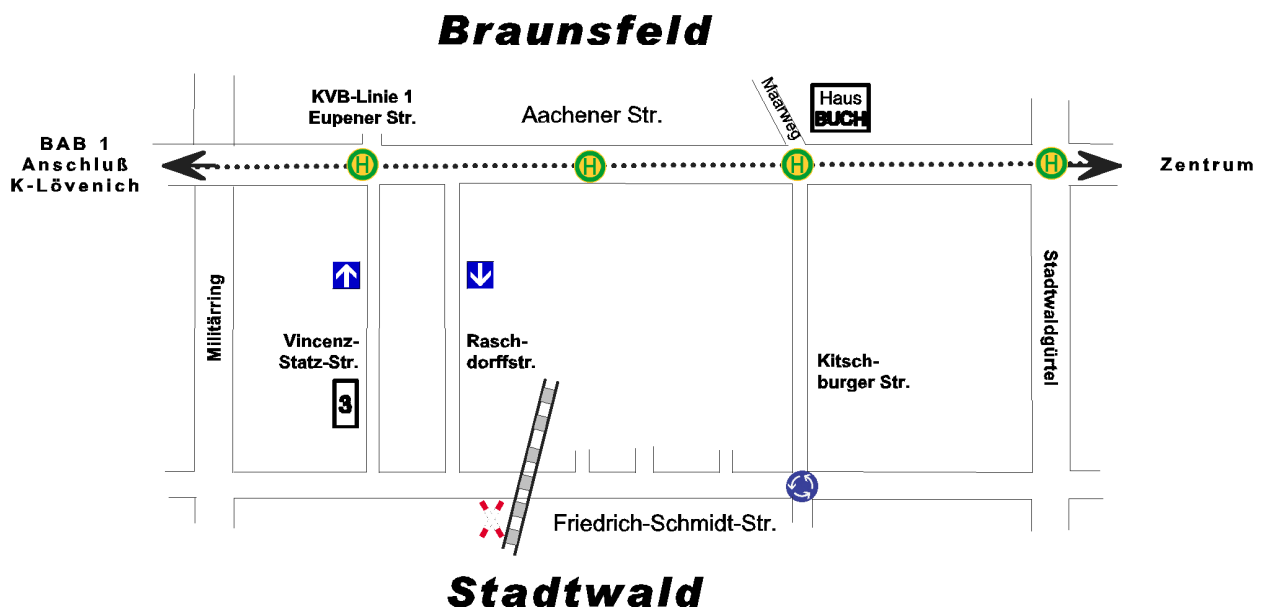 Braunsfeld
KVB-Linie 1
Eupener Str.
Aachener Str.
Maarweg
Haus
BUCH
BAB 1
Anschluß
K-Lövenich
H
H
H
H
Zentrum
Militärring
Vincenz-
Statz-Str.
3
Rasch-
dorffstr.
Kitsch-
burger Str.
Stadtwaldgürtel
Friedrich-Schmidt-Str.
Stadtwald